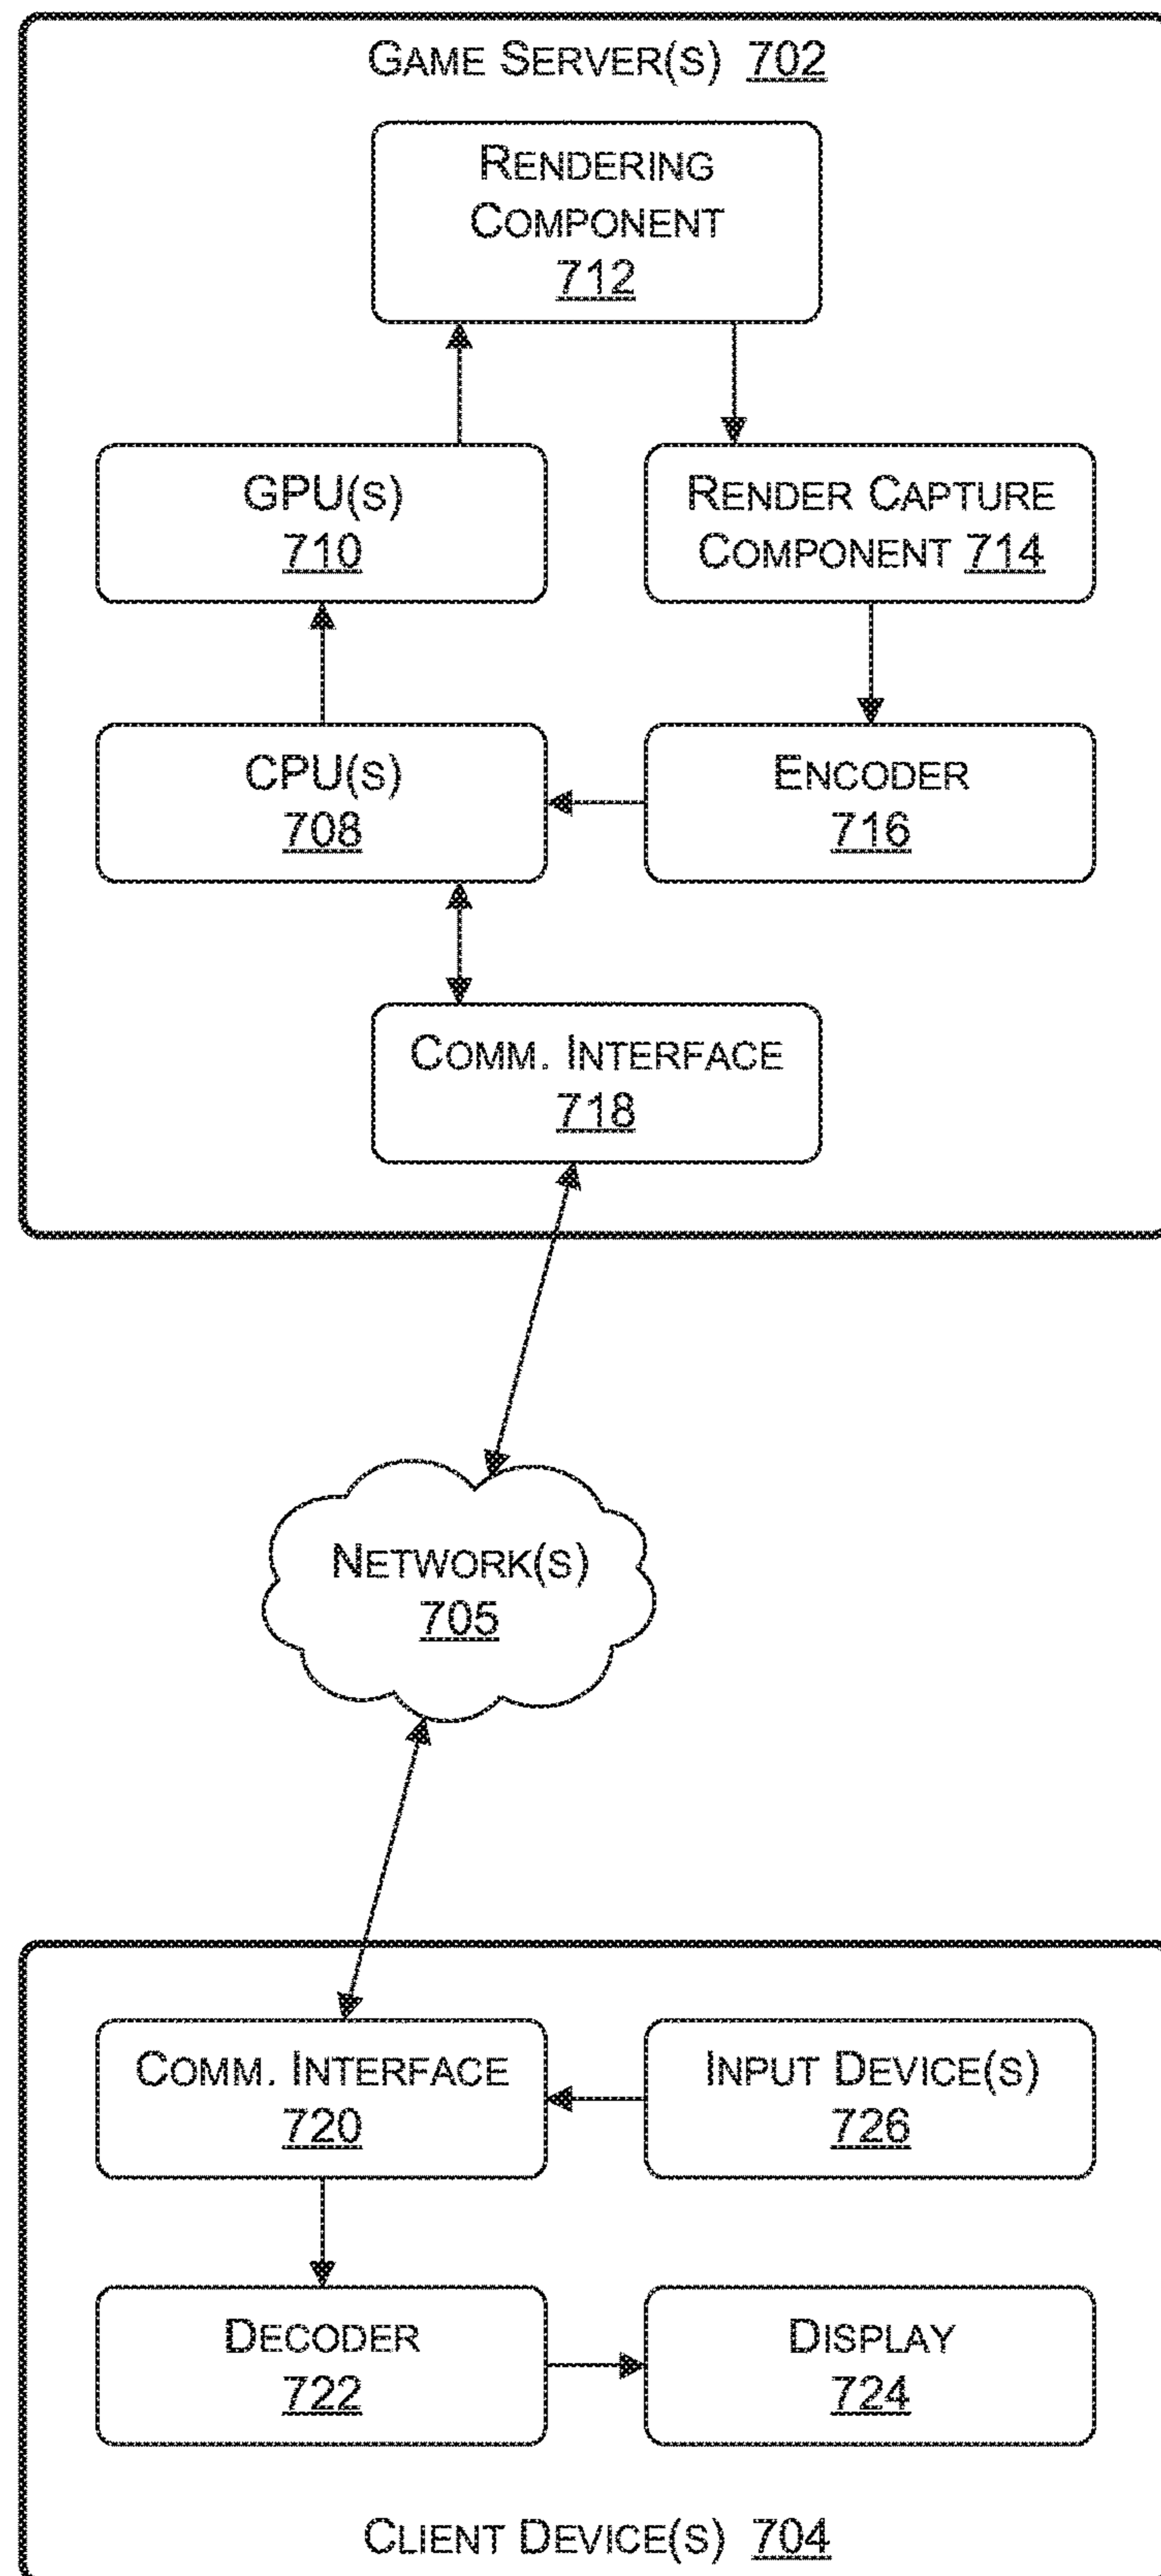 GAME SERVER(S) 702
RENDERING
COMPONENT
712
GPU(S)
710
RENDER CAPTURE
COMPONENT 714
CPU(S)
708
ENCODER
716
COMM. INTERFACE
718
NETWORK(S)
705
COMM. INTERFACE
720
INPUT DEVICE(S)
726
DECODER
722
DISPLAY
724
CLIENT DEVICE(S) 704